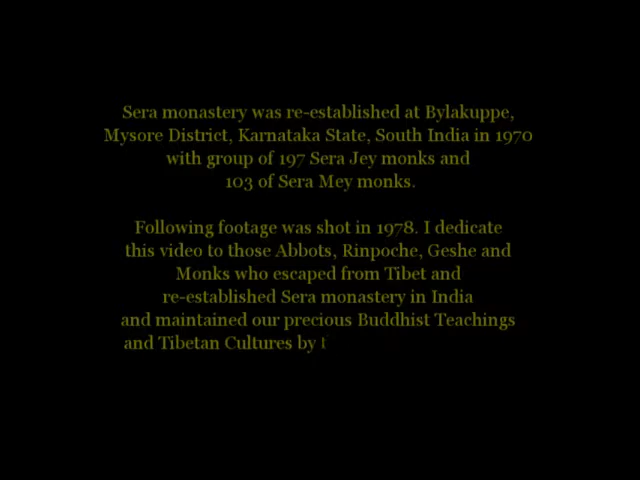 Sera monastery was re-established at Bylakuppe,
Mysore District, Karnataka State, South India in 1970
with group of 197 Sera Jey monks and
103 of Sera Mey monks.
Following footage was shot in 1978. I dedicate
this video to those Abbots, Rinpoche, Geshe and
Monks who escaped from Tibet and
re-established Sera monastery in India
and maintained our precious Buddhist Teachings
and Tibetan Cultures by